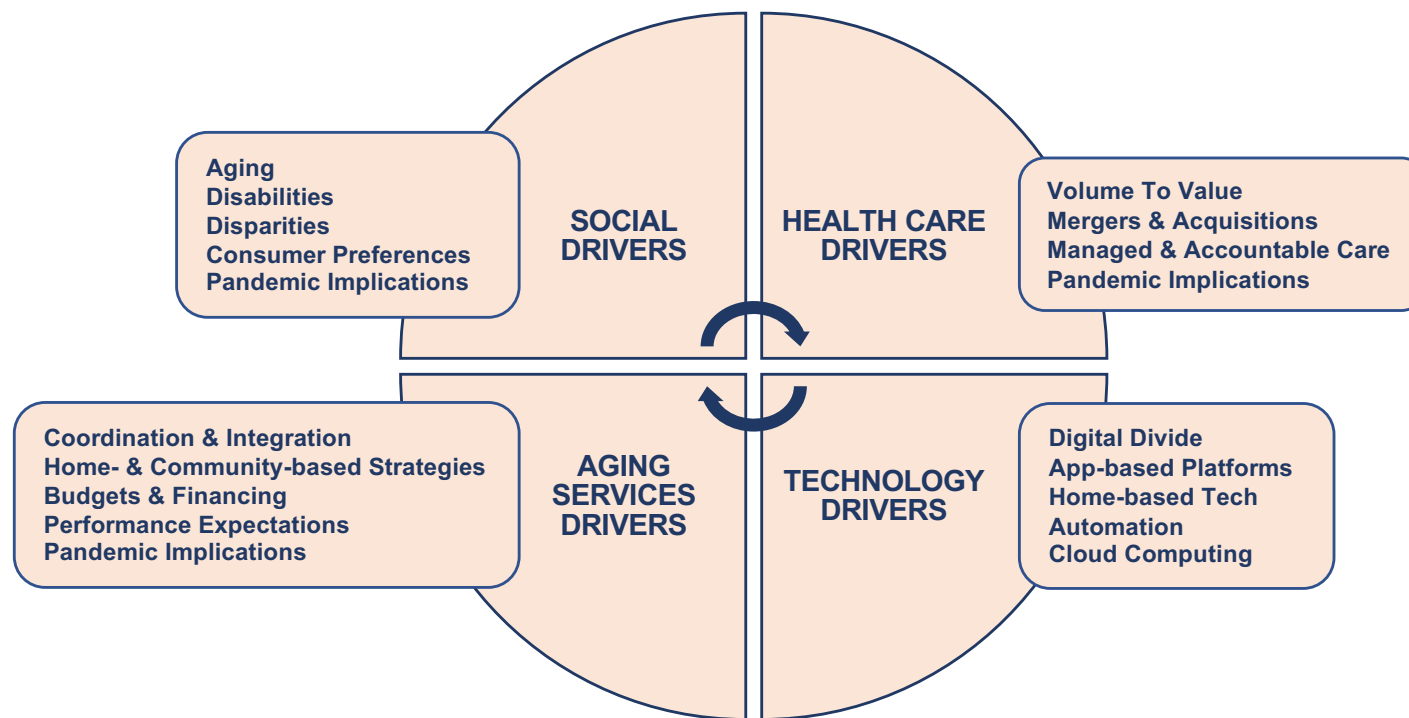 Aging
Disabilities
Disparities
Consumer Preferences
Pandemic Implications
SOCIAL
DRIVERS
HEALTH CARE
DRIVERS
Volume To Value
Mergers & Acquisitions
Managed & Accountable Care
Pandemic Implications
Coordination & Integration
Home- & Community-based Strategies
Budgets & Financing
Performance Expectations
Pandemic Implications
AGING
SERVICES
DRIVERS
TECHNOLOGY
DRIVERS
Digital Divide
App-based Platforms
Home-based Tech
Automation
Cloud Computing